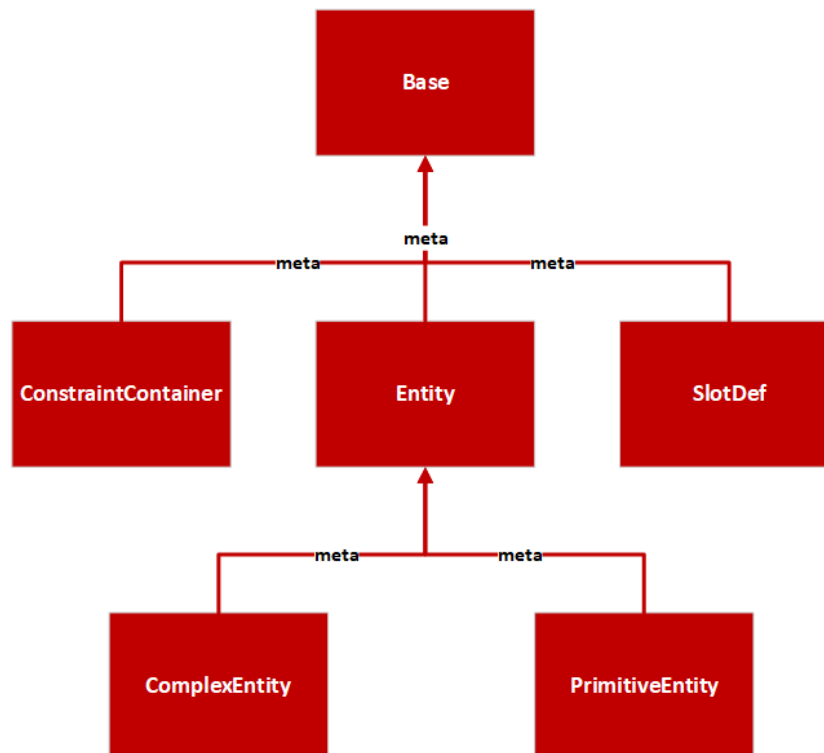 Base
meta
meta
meta
ConstraintContainer
Entity
SlotDef
meta
meta
ComplexEntity
PrimitiveEntity